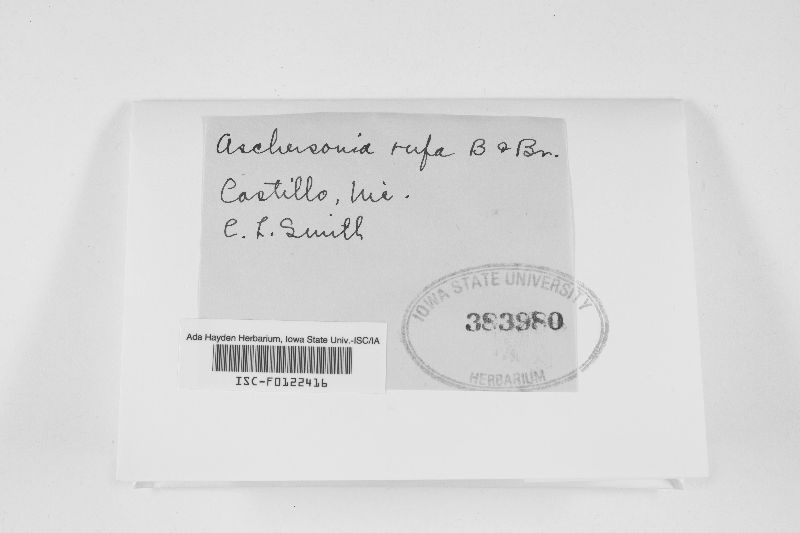 Aschersonia rufa B & Br.
Castillo, Nic.
C. L. Smith
IOWA STATE UNIVERSITY
383980
HERBARIUM
Ada Hayden Herbarium, Iowa State Univ.-ISC/IA
ISC-F0122416